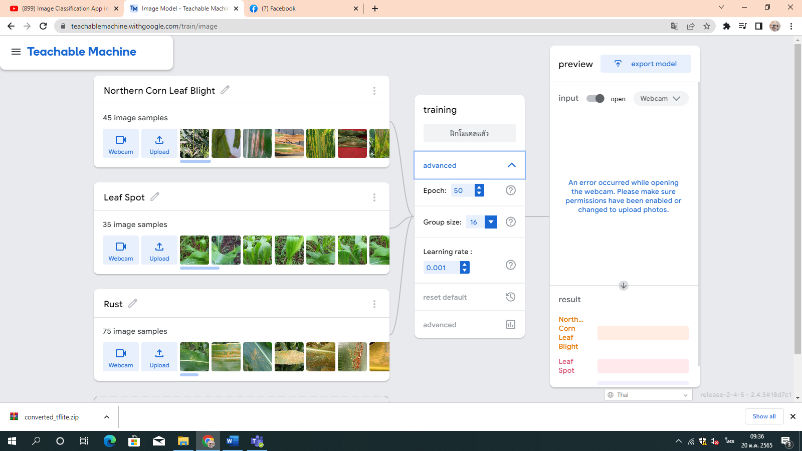 (899) Image Classification App in
Image Model - Teachable Machin
(7) Facebook
teachablemachine.withgoogle.com/train/image
Teachable Machine
Northern Corn Leaf Blight
45 image samples
Webcam
Upload
Leaf Spot
35 image samples
Webcam
Upload
Rust
75 image samples
Webcam
Upload
training
ฝึกโมเดลแล้ว
advanced
Epoch: 50
Group size: 16
Learning rate :
0.001
reset default
advanced
preview
export model
input
open
Webcam
An error occurred while opening
the webcam. Please make sure
permissions have been enabled or
changed to upload photos.
result
North...
Corn
Leaf
Blight
Leaf
Spot
Thai
converted_tflite.zip
Show all
ไทย
09:36
20 ต.ค. 2565